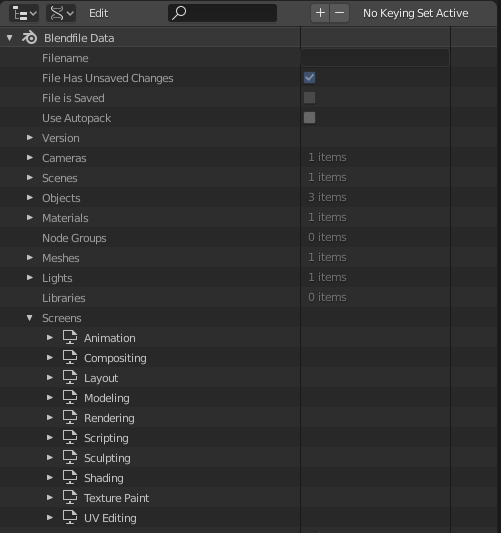 Edit No Keying Set Active
Blendfile Data
Filename
File Has Unsaved Changes
File is Saved
Use Autopack
Version
Cameras 1 items
Scenes 1 items
Objects 3 items
Materials 1 items
Node Groups 0 items
Meshes 1 items
Lights 1 items
Libraries 0 items
Screens
Animation
Compositing
Layout
Modeling
Rendering
Scripting
Sculpting
Shading
Texture Paint
UV Editing